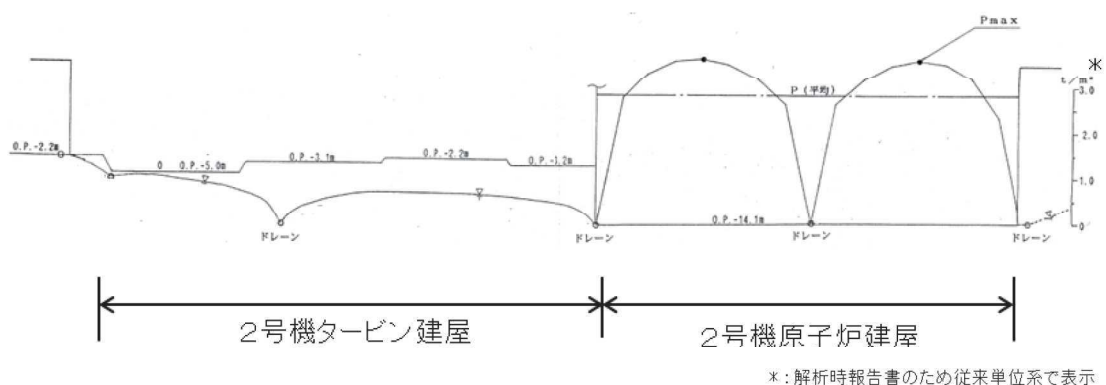 Pmax
*
t/m²
P (平均)
3.0
2.0
1.0
0
O.P.-2.2m
0 O.P.-5.0m
O.P.-3.1m
O.P.-2.2m
O.P.-1.2m
O.P.-14.1m
ドレーン
ドレーン
ドレーン
ドレーン
2号機タービン建屋
2号機原子炉建屋
*:解析時報告書のため従来単位系で表示